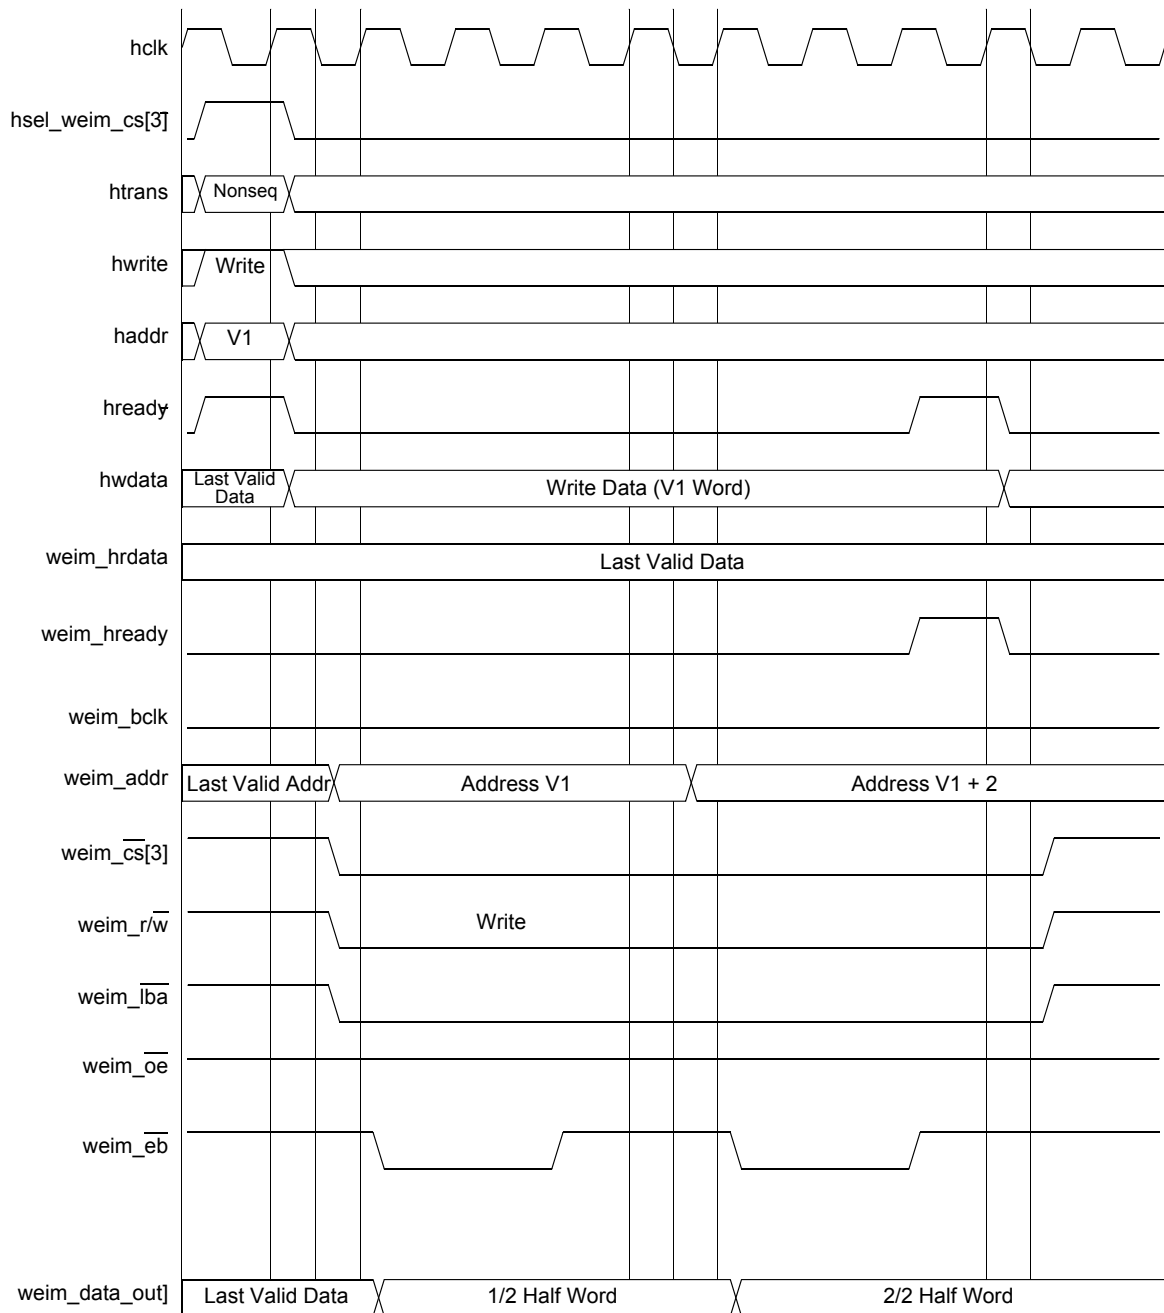 hclk
hsel_weim_cs[3]
htrans Nonseq
hwrite Write
haddr V1
hready
hwdata Last Valid Data Write Data (V1 Word)
weim_hrdata Last Valid Data
weim_hready
weim_bclk
weim_addr Last Valid Addr Address V1 Address V1 + 2
weim_cs[3]
weim_r/w Write
weim_lba
weim_oe
weim_eb
weim_data_out] Last Valid Data 1/2 Half Word 2/2 Half Word